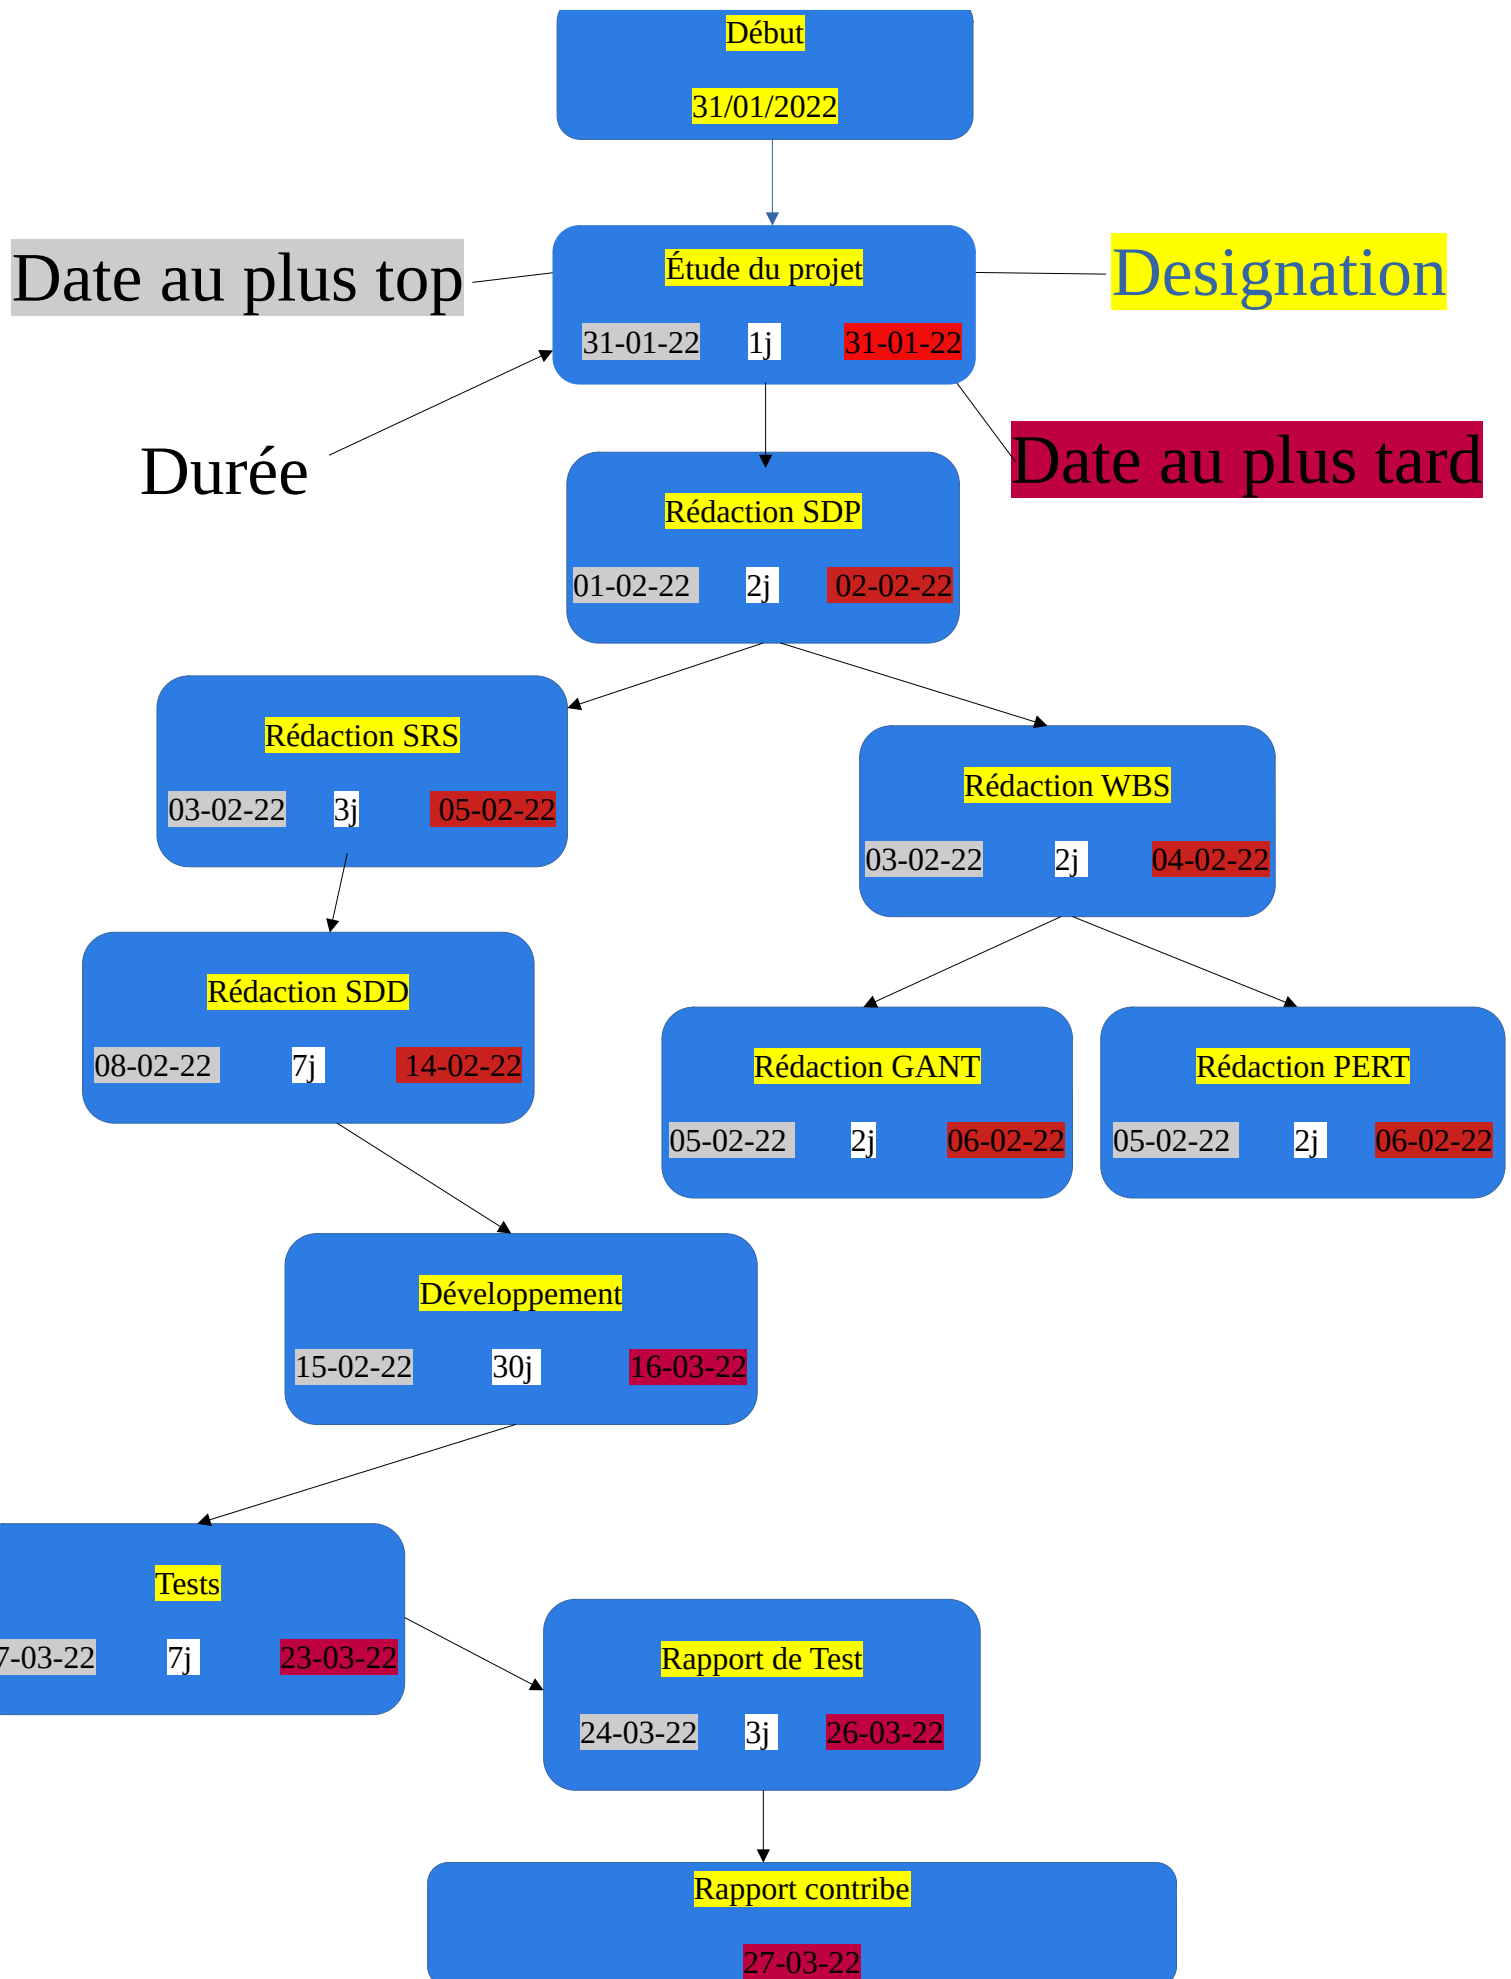 Début
31/01/2022
Date au plus top
Étude du projet
Designation
31-01-22 1j 31-01-22
Durée
Date au plus tard
Rédaction SDP
01-02-22 2j 02-02-22
Rédaction SRS
03-02-22 3j 05-02-22
Rédaction WBS
03-02-22 2j 04-02-22
Rédaction SDD
08-02-22 7j 14-02-22
Rédaction GANT
05-02-22 2j 06-02-22
Rédaction PERT
05-02-22 2j 06-02-22
Développement
15-02-22 30j 16-03-22
Tests
7-03-22 7j 23-03-22
Rapport de Test
24-03-22 3j 26-03-22
Rapport contribe
27-03-22